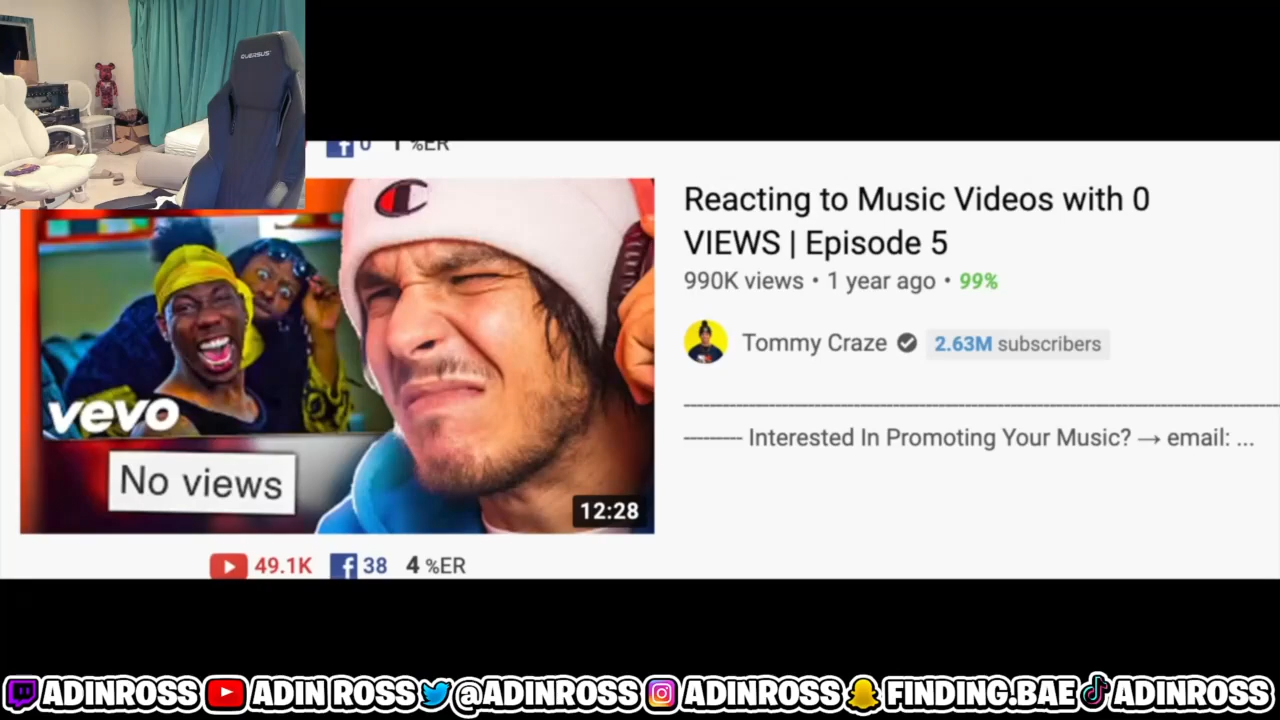 QUERSUS
0 1 %ER
Reacting to Music Videos with 0
VIEWS | Episode 5
990K views • 1 year ago • 99%
Tommy Craze 2.63M subscribers
Interested In Promoting Your Music? → email: ...
vevo
No views
12:28
49.1K 38 4 %ER
ADINROSS ADIN ROSS @ADINROSS ADINROSS FINDING.BAE ADINROSS